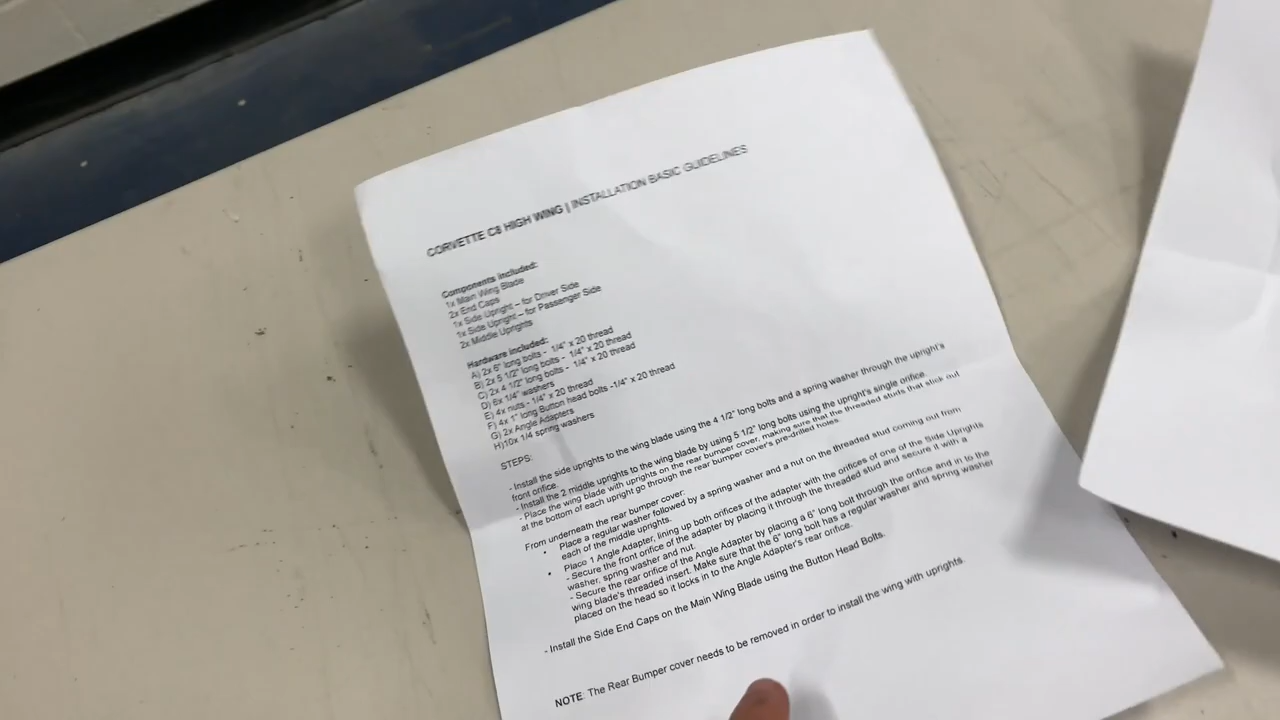 CORVETTE C8 HIGH WING | INSTALLATION BASIC GUIDELINES
Components included:
1x Main Wing Blade
2x End Caps
1x Side Upright – for Driver Side
1x Side Upright – for Passenger Side
2x Middle Uprights
Hardware included:
A) 2x 6" long bolts - 1/4" x 20 thread
B) 2x 5 1/2" long bolts - 1/4" x 20 thread
C) 2x 4 1/2" long bolts - 1/4" x 20 thread
D) 6x 1/4" washers
E) 4x nuts - 1/4" x 20 thread
F) 4x 1" long Button head bolts -1/4" x 20 thread
G) 2x Angle Adapters
H)10x 1/4 spring washers
STEPS:
- Install the side uprights to the wing blade using the 4 1/2" long bolts and a spring washer through the upright's
front orifice.
- Install the 2 middle uprights to the wing blade by using 5 1/2" long bolts using the upright's single orifice.
- Place the wing blade with uprights on the rear bumper cover, making sure that the threaded studs that stick out
at the bottom of each upright go through the rear bumper cover's pre-drilled holes.
From underneath the rear bumper cover:
• Place a regular washer followed by a spring washer and a nut on the threaded stud coming out from
each of the middle uprights.
• Place 1 Angle Adapter, lining up both orifices of the adapter with the orifices of one of the Side Uprights
- Secure the front orifice of the adapter by placing it through the threaded stud and secure it with a
washer, spring washer and nut.
- Secure the rear orifice of the Angle Adapter by placing a 6" long bolt through the orifice and in to the
wing blade's threaded insert. Make sure that the 6" long bolt has a regular washer and spring washer
placed on the head so it locks in to the Angle Adapter's rear orifice.
- Install the Side End Caps on the Main Wing Blade using the Button Head Bolts.
NOTE: The Rear Bumper cover needs to be removed in order to install the wing with uprights